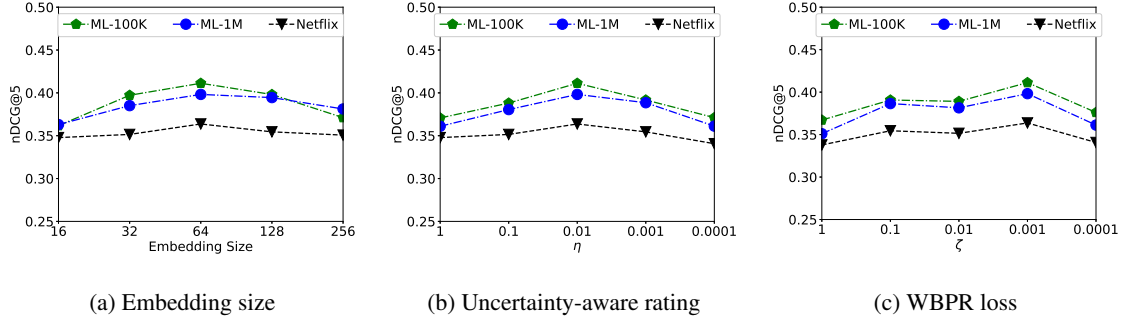 ML-100K ML-1M Netflix
0.50
0.45
0.40
0.35
0.30
0.25
nDCG@5
16 32 64 128 256
Embedding Size
(a) Embedding size
ML-100K ML-1M Netflix
0.50
0.45
0.40
0.35
0.30
0.25
nDCG@5
1 0.1 0.01 0.001 0.0001
η
(b) Uncertainty-aware rating
ML-100K ML-1M Netflix
0.50
0.45
0.40
0.35
0.30
0.25
nDCG@5
1 0.1 0.01 0.001 0.0001
ζ
(c) WBPR loss